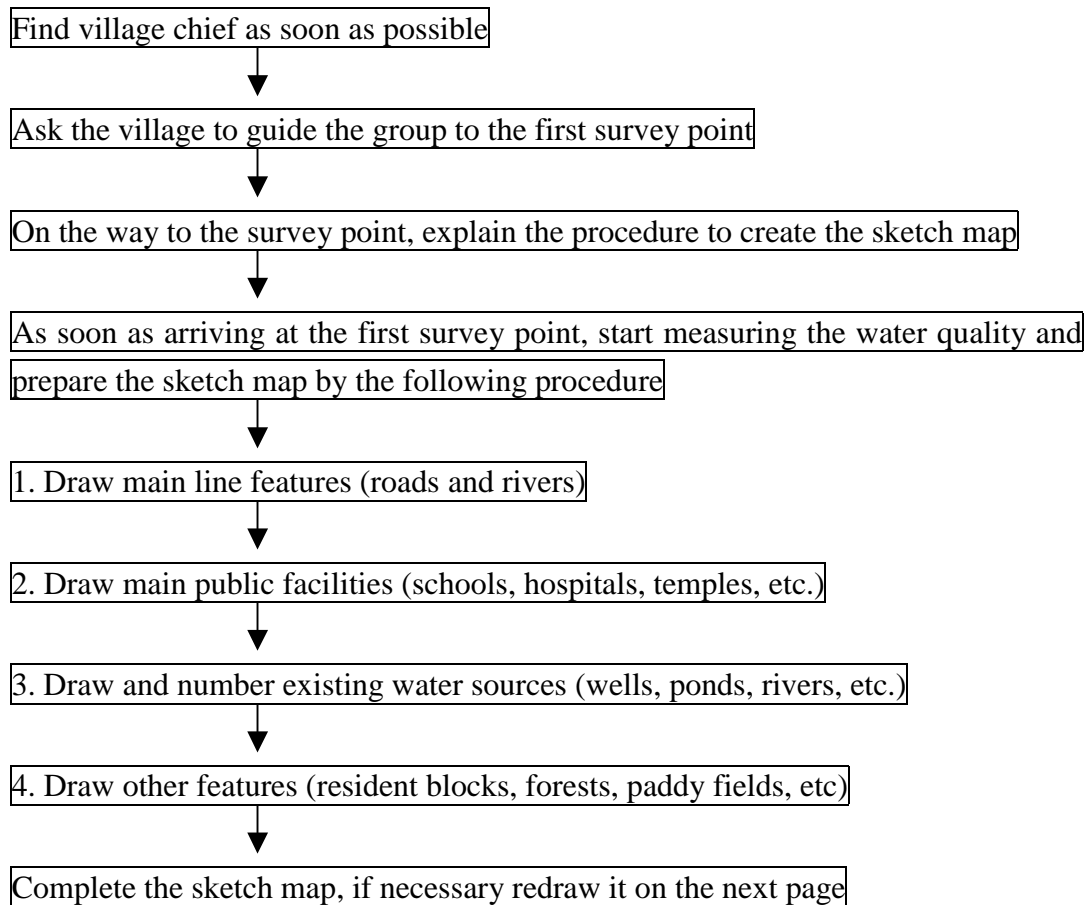 Find village chief as soon as possible
Ask the village to guide the group to the first survey point
On the way to the survey point, explain the procedure to create the sketch map
As soon as arriving at the first survey point, start measuring the water quality and
prepare the sketch map by the following procedure
1. Draw main line features (roads and rivers)
2. Draw main public facilities (schools, hospitals, temples, etc.)
3. Draw and number existing water sources (wells, ponds, rivers, etc.)
4. Draw other features (resident blocks, forests, paddy fields, etc)
Complete the sketch map, if necessary redraw it on the next page